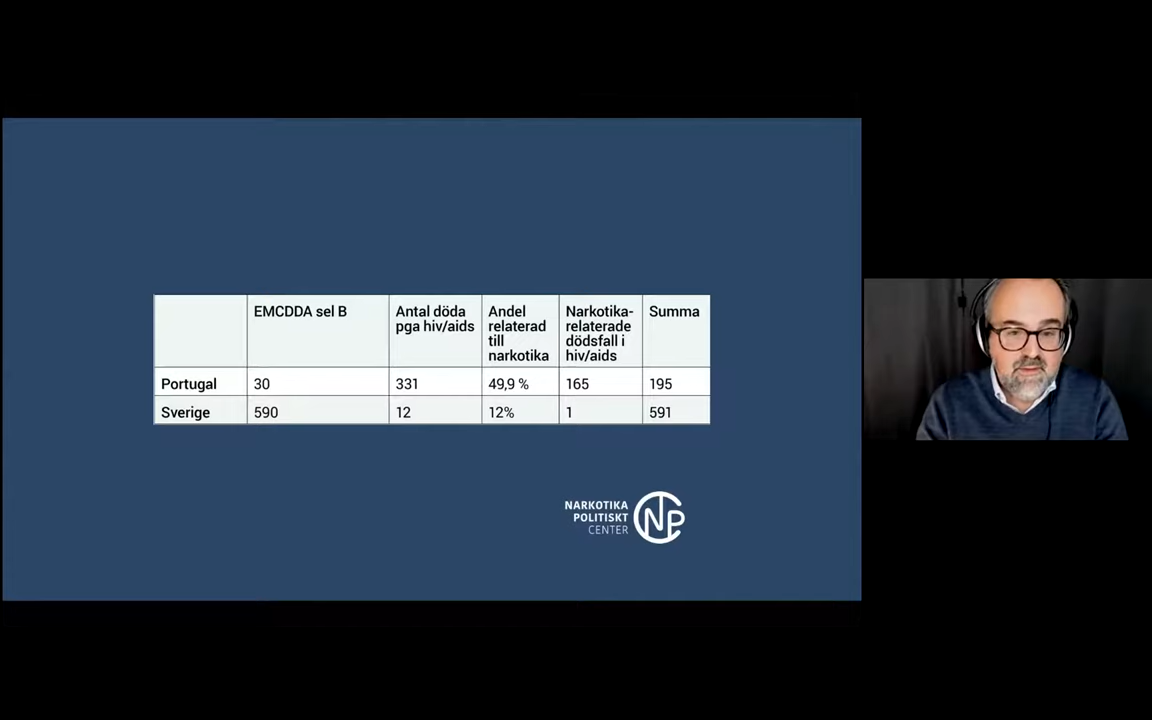 EMCDDA sel B
Antal döda
pga hiv/aids
Andel
relaterad
till
narkotika
Narkotika-
relaterade
dödsfall i
hiv/aids
Summa
Portugal 30 331 49,9 % 165 195
Sverige 590 12 12% 1 591
NARKOTIKA
POLITISKT
CENTER
NPC